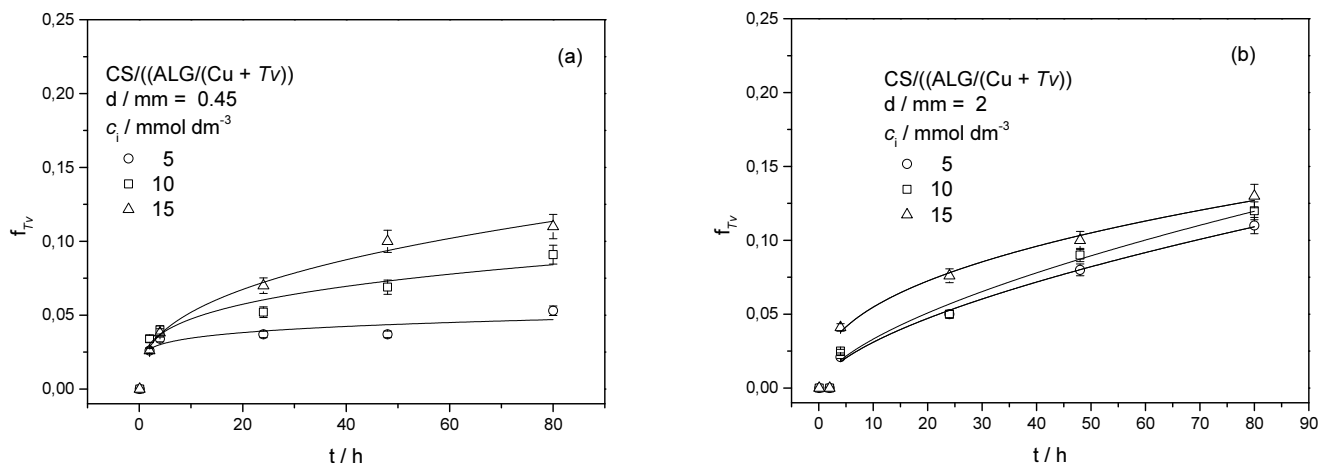 0,25
0,20
0,15
0,10
0,05
0,00
f_Tv
(a)
CS/((ALG/(Cu + Tv))
d / mm = 0.45
c_i / mmol dm⁻³
5
10
15
0 20 40 60 80
t / h
0,25
0,20
0,15
0,10
0,05
0,00
f_Tv
(b)
CS/((ALG/(Cu + Tv))
d / mm = 2
c_i / mmol dm⁻³
5
10
15
0 10 20 30 40 50 60 70 80 90
t / h